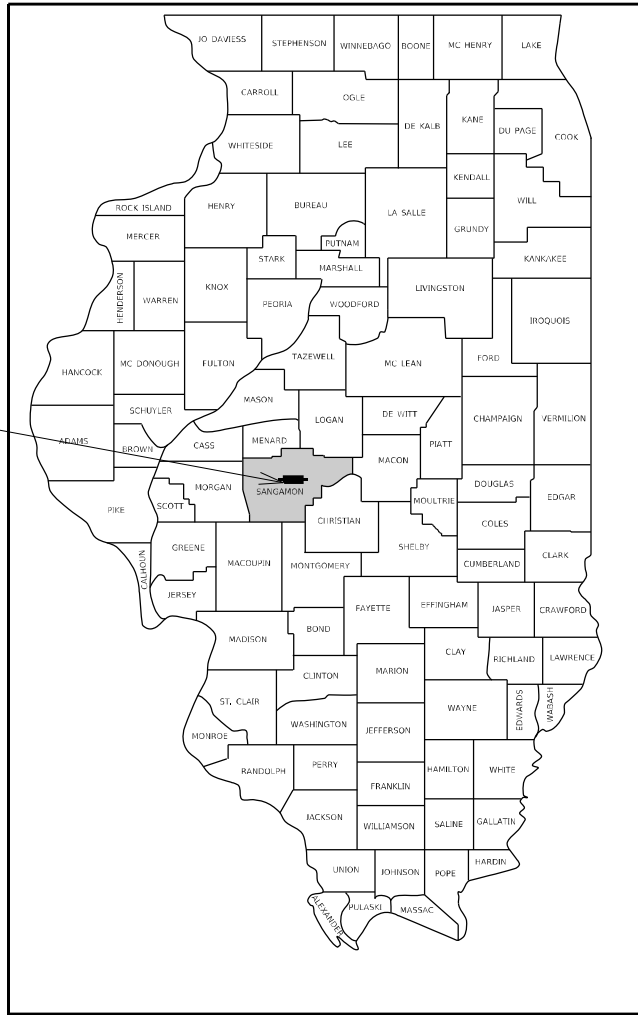 JO DAVIESS
STEPHENSON
WINNEBAGO
BOONE
MC HENRY
LAKE
CARROLL
OGLE
DE KALB
KANE
DU PAGE
COOK
WHITESIDE
LEE
KENDALL
WILL
ROCK ISLAND
HENRY
BUREAU
LA SALLE
GRUNDY
MERCER
PUTNAM
STARK
MARSHALL
KANKAKEE
HENDERSON
WARREN
KNOX
PEORIA
WOODFORD
LIVINGSTON
IROQUOIS
HANCOCK
MC DONOUGH
FULTON
TAZEWELL
MC LEAN
FORD
SCHUYLER
MASON
LOGAN
DE WITT
CHAMPAIGN
VERMILION
ADAMS
BROWN
CASS
MENARD
MACON
PIATT
PIKE
SCOTT
MORGAN
SANGAMON
CHRISTIAN
MOULTRIE
DOUGLAS
EDGAR
COLES
CALHOUN
GREENE
MACOUPIN
MONTGOMERY
SHELBY
CUMBERLAND
CLARK
JERSEY
FAYETTE
EFFINGHAM
JASPER
CRAWFORD
MADISON
BOND
CLAY
RICHLAND
LAWRENCE
CLINTON
MARION
ST. CLAIR
WAYNE
EDWARDS
WABASH
WASHINGTON
JEFFERSON
MONROE
RANDOLPH
PERRY
HAMILTON
WHITE
FRANKLIN
JACKSON
WILLIAMSON
SALINE
GALLATIN
UNION
JOHNSON
POPE
HARDIN
ALEXANDER
PULASKI
MASSAC